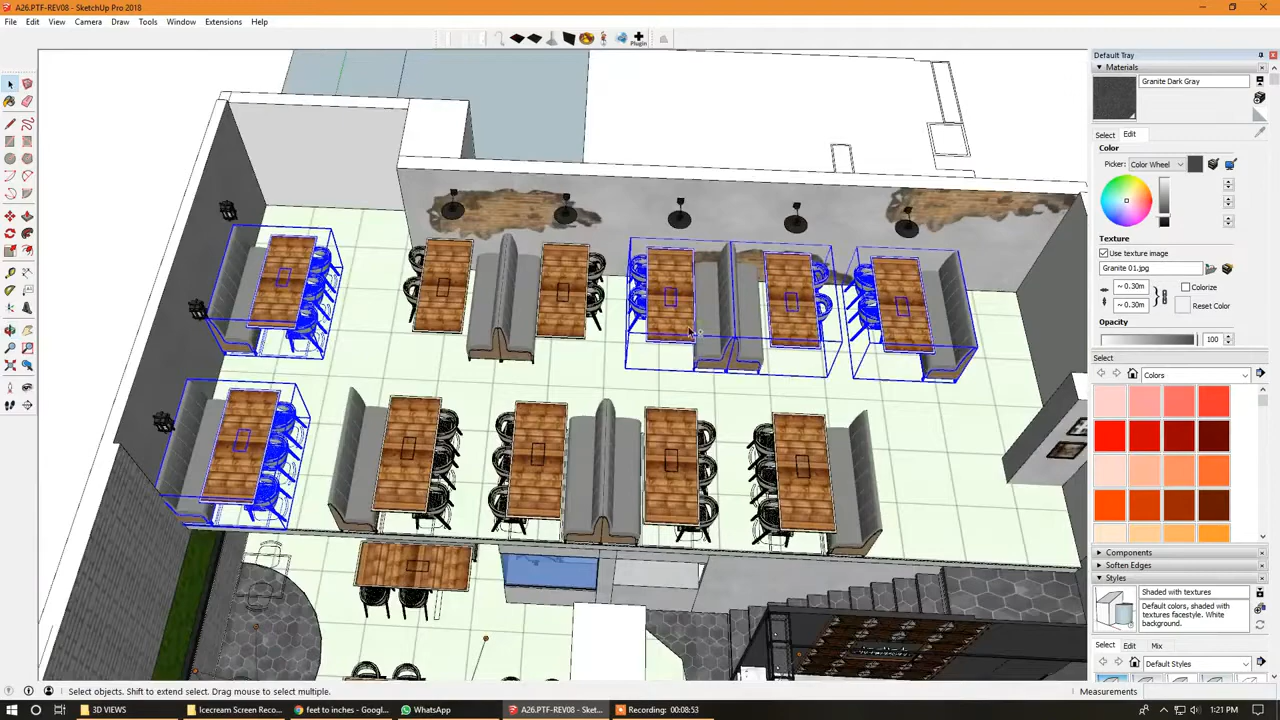 A26.PTF-REV08 - SketchUp Pro 2018
File Edit View Camera Draw Tools Window Extensions Help
Plugin
Default Tray
Materials
Granite Dark Gray
Select Edit
Color
Picker: Color Wheel
Texture
Use texture image
Granite 01.jpg
~ 0.30m
Colorize
~ 0.30m
Reset Color
Opacity
100
Select
Colors
Components
Soften Edges
Styles
Shaded with textures
Default colors, shaded with textures facestyle. White background.
Select Edit Mix
Default Styles
Select objects. Shift to extend select. Drag mouse to select multiple.
Measurements
3D VIEWS
Icecream Screen Reco...
feet to inches - Googl...
WhatsApp
A26.PTF-REV08 - Sket...
Recording: 00:08:53
1:21 PM